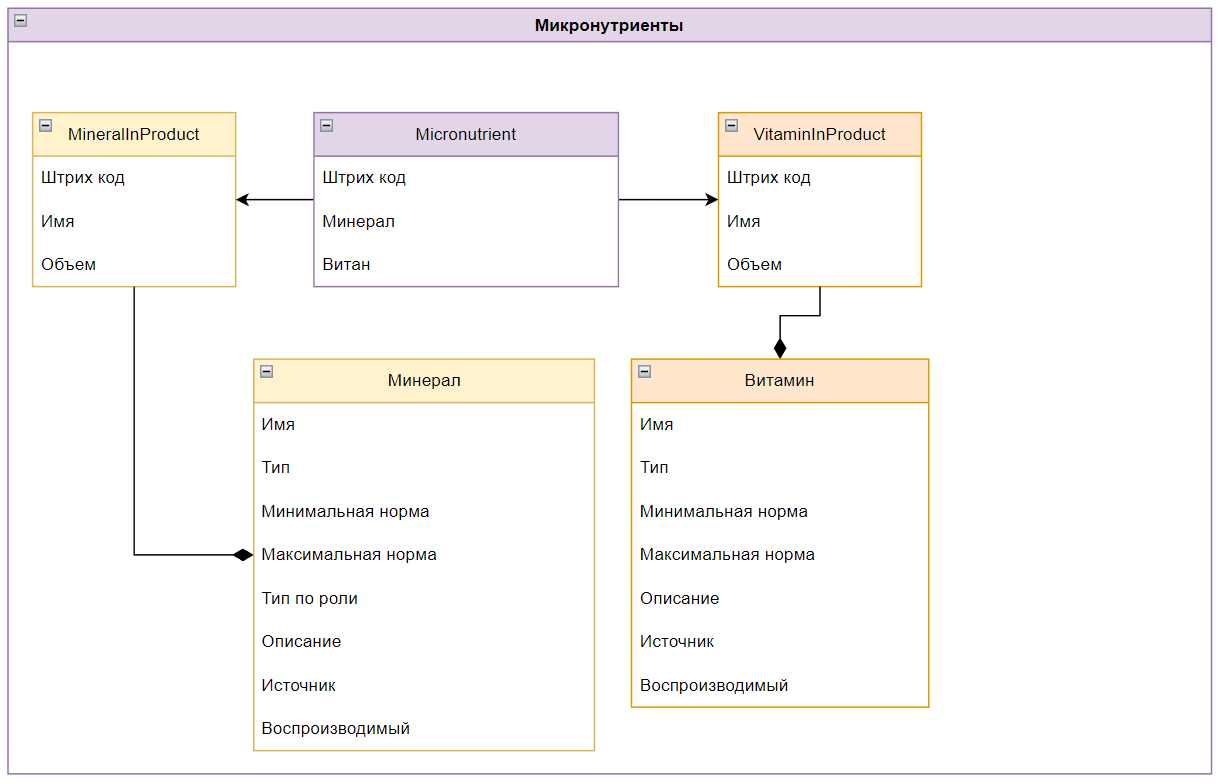 Микронутриенты
MineralInProduct
Штрих код
Имя
Объем
Micronutrient
Штрих код
Минерал
Витан
VitaminInProduct
Штрих код
Имя
Объем
Минерал
Имя
Тип
Минимальная норма
Максимальная норма
Тип по роли
Описание
Источник
Воспроизводимый
Витамин
Имя
Тип
Минимальная норма
Максимальная норма
Описание
Источник
Воспроизводимый